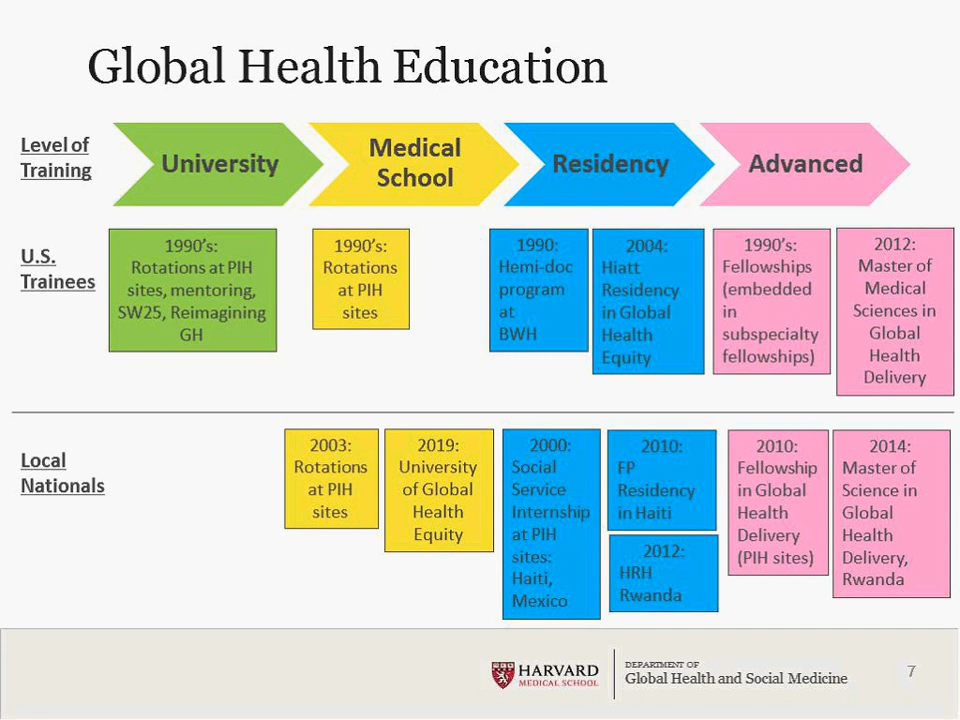 Global Health Education
Level of
Training
University
Medical
School
Residency
Advanced
U.S.
Trainees
1990's:
Rotations at PIH
sites, mentoring,
SW25, Reimagining
GH
1990's:
Rotations
at PIH
sites
1990:
Hemi-doc
program
at
BWH
2004:
Hiatt
Residency
in Global
Health
Equity
1990's:
Fellowships
(embedded
in
subspecialty
fellowships)
2012:
Master of
Medical
Sciences in
Global
Health
Delivery
Local
Nationals
2003:
Rotations
at PIH
sites
2019:
University
of Global
Health
Equity
2000:
Social
Service
Internship
at PIH
sites:
Haiti,
Mexico
2010:
FP
Residency
in Haiti
2012:
HRH
Rwanda
2010:
Fellowship
in Global
Health
Delivery
(PIH sites)
2014:
Master of
Science in
Global
Health
Delivery,
Rwanda
HARVARD
MEDICAL SCHOOL
DEPARTMENT OF
Global Health and Social Medicine
7